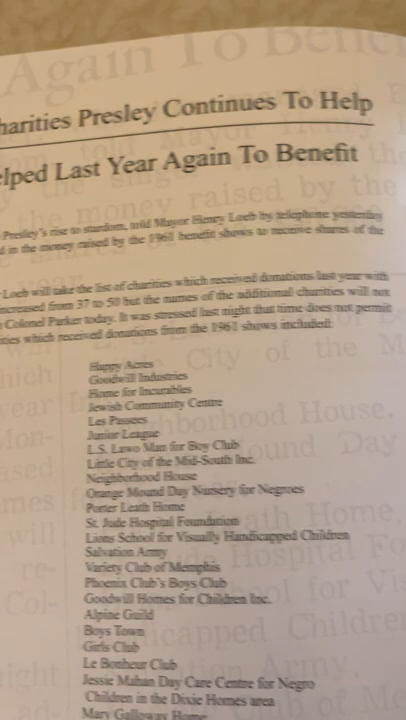 harities Presley Continues To Help
elped Last Year Again To Benefit
Presley's rise to stardom, told Mayor Henry Loeb by telephone yesterday
d in the money raised by the 1961 benefit shows to receive shares of the
Loeb will take the list of charities which received donations last year with
ncreased from 37 to 50 but the names of the additional charities will not
Colonel Parker today. It was stressed last night that time does not permit
ities which received donations from the 1961 shows included:
Happy Acres
Goodwill Industries
Home for Incurables
Jewish Community Centre
Les Passees
Junior League
L.S. Lawo Man for Boy Club
Little City of the Mid-South Inc.
Neighborhood House
Orange Mound Day Nursery for Negroes
Porter Leath Home
St. Jude Hospital Foundation
Lions School for Visually Handicapped Children
Salvation Army
Variety Club of Memphis
Phoenix Club's Boys Club
Goodwill Homes for Children Inc.
Alpine Guild
Boys Town
Girls Club
Le Bonheur Club
Jessie Mahan Day Care Centre for Negro
Children in the Dixie Homes area
Mary Galloway Home